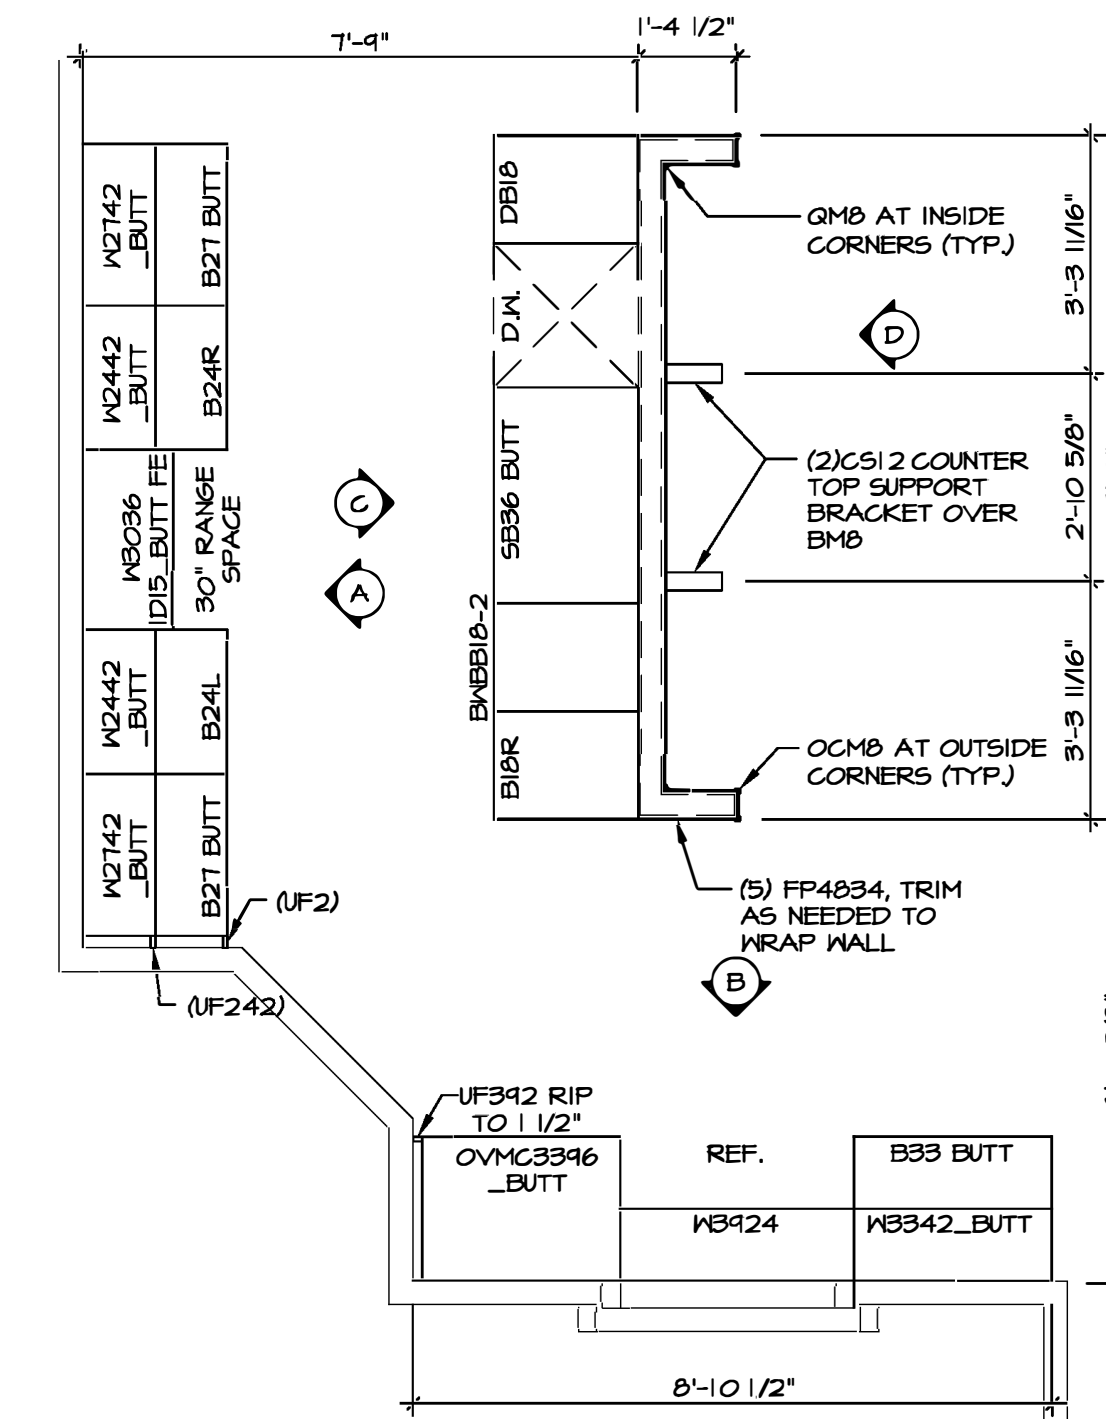 7'-9"
1'-4 1/2"
W2742
_BUTT
B27 BUTT
DB18
QM8 AT INSIDE
CORNERS (TYP.)
3'-3 11/16"
D.W.
D
W2442
_BUTT
B24R
W3036
1D15_BUTT FE
30" RANGE
SPACE
C
A
SB36 BUTT
(2)CS12 COUNTER
TOP SUPPORT
BRACKET OVER
BM8
2'-10 5/8"
BWBB18-2
W2442
_BUTT
B24L
B18R
OCM8 AT OUTSIDE
CORNERS (TYP.)
3'-3 11/16"
W2742
_BUTT
B27 BUTT
(UF2)
(5) FP4834, TRIM
AS NEEDED TO
WRAP WALL
B
(UF242)
UF392 RIP
TO 1 1/2"
OVMC3396
_BUTT
REF.
B33 BUTT
W3924
W3342_BUTT
8'-10 1/2"